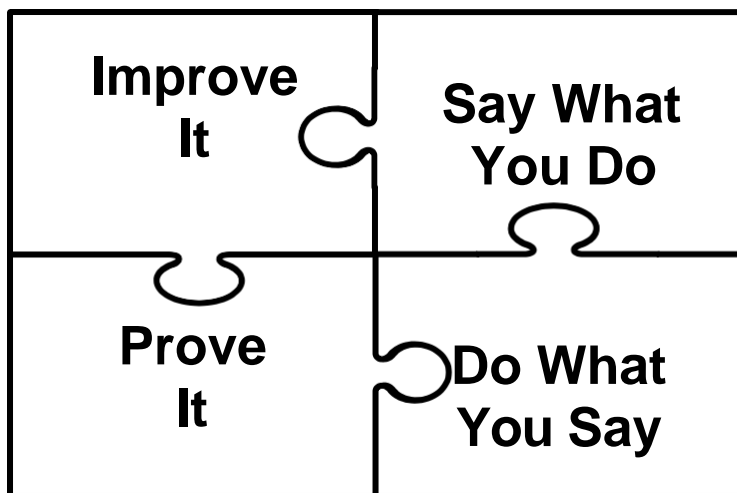 Improve
It
Say What
You Do
Prove
It
Do What
You Say